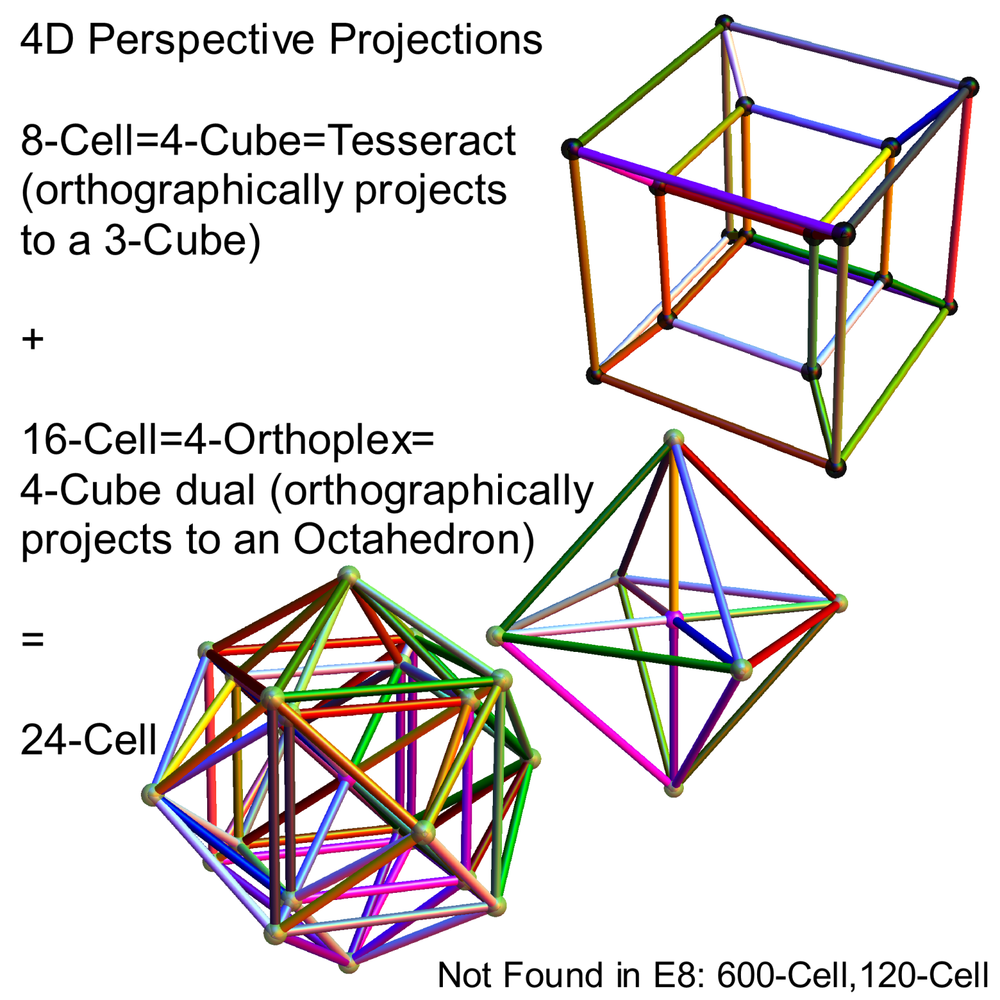 4D Perspective Projections
8-Cell=4-Cube=Tesseract
(orthographically projects
to a 3-Cube)
+
16-Cell=4-Orthoplex=
4-Cube dual (orthographically
projects to an Octahedron)
=
24-Cell
Not Found in E8: 600-Cell,120-Cell